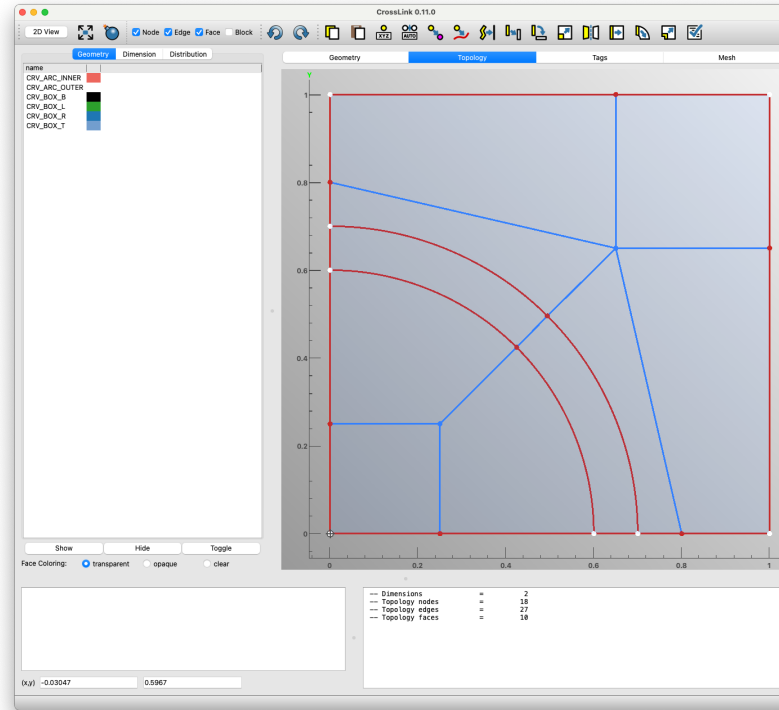 CrossLink 0.11.0
2D View Node Edge Face Block XYZ AUTO
Geometry Dimension Distribution
Geometry Topology Tags Mesh
name
CRV_ARC_INNER
CRV_ARC_OUTER
CRV_BOX_B
CRV_BOX_L
CRV_BOX_R
CRV_BOX_T
Y
1
0.8
0.6
0.4
0.2
0
0 0.2 0.4 0.6 0.8 1
Show Hide Toggle
Face Coloring: transparent opaque clear
-- Dimensions = 2
-- Topology nodes = 18
-- Topology edges = 27
-- Topology faces = 10
(x,y) -0.03047 0.5967